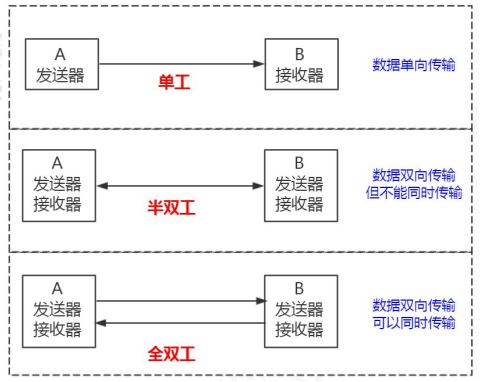 A
发送器
B
接收器
单工
数据单向传输
A
发送器
接收器
B
发送器
接收器
半双工
数据双向传输
但不能同时传输
A
发送器
接收器
B
发送器
接收器
全双工
数据双向传输
可以同时传输